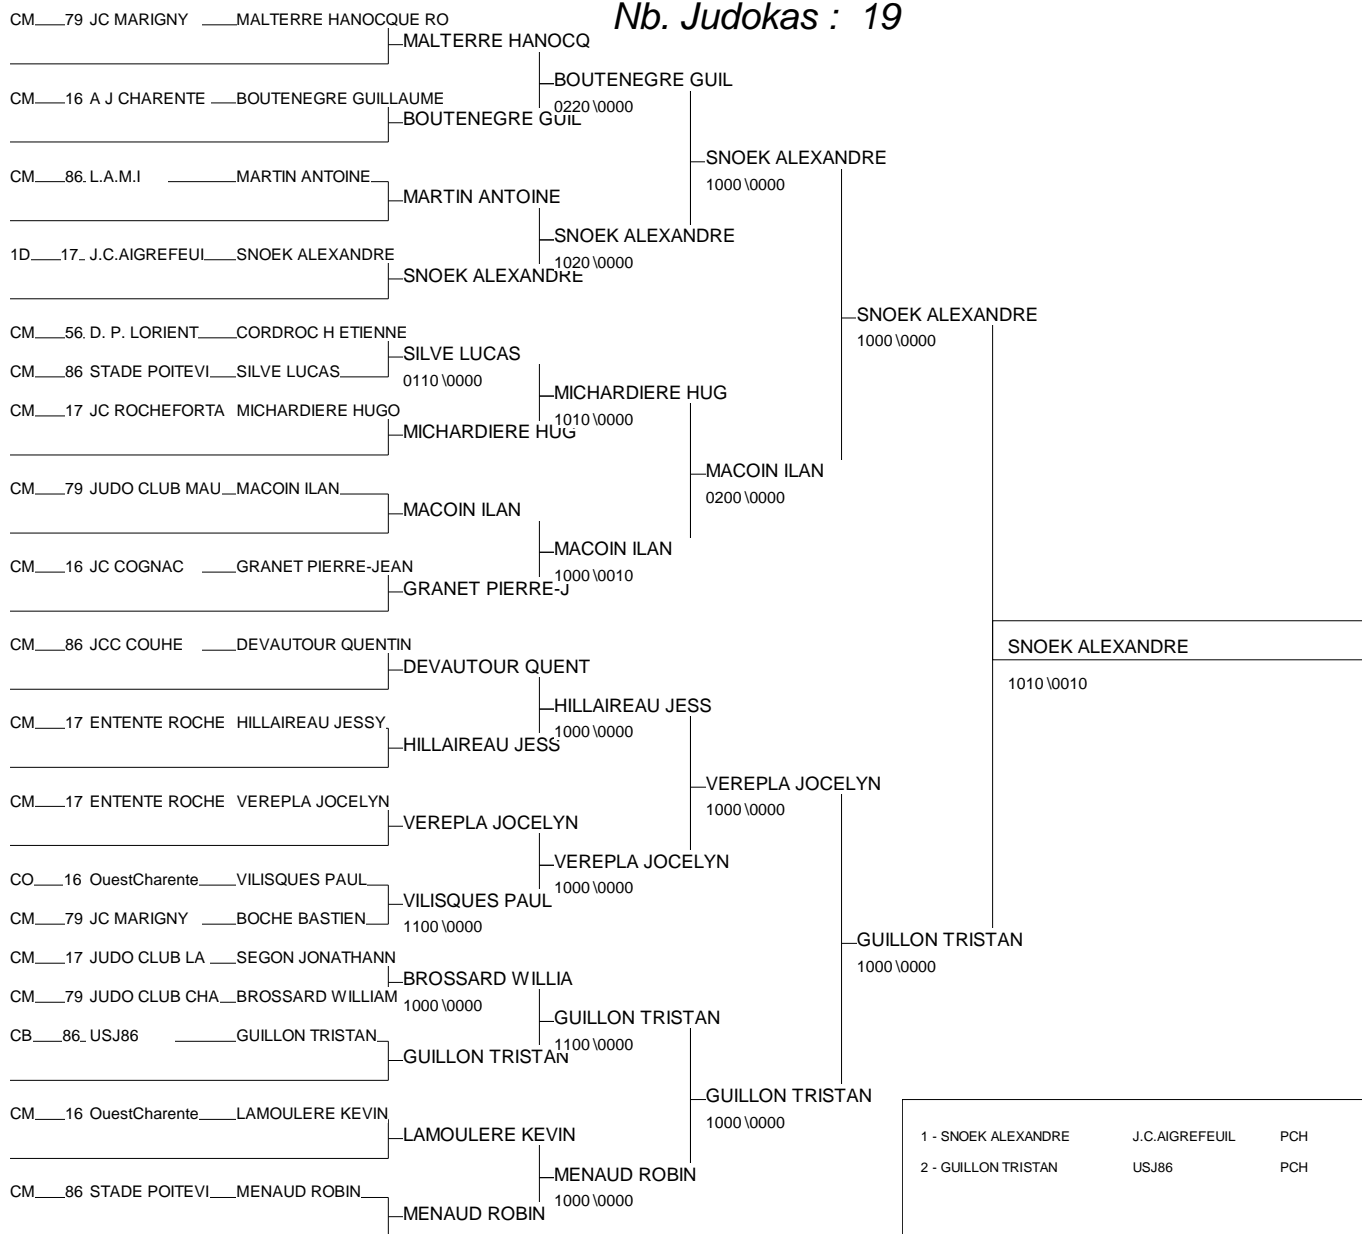 Nb. Judokas : 19
CM 79 JC MARIGNY MALTERRE HANOCQUE RO
MALTERRE HANOCQ
BOUTENEGRE GUIL
0220 \0000
CM 16 A J CHARENTE BOUTENEGRE GUILLAUME
BOUTENEGRE GUIL
SNOEK ALEXANDRE
1000 \0000
CM 86 L.A.M.I MARTIN ANTOINE
MARTIN ANTOINE
SNOEK ALEXANDRE
1020 \0000
1D 17 J.C.AIGREFEUI SNOEK ALEXANDRE
SNOEK ALEXANDRE
SNOEK ALEXANDRE
1000 \0000
CM 56 D. P. LORIENT CORDROC H ETIENNE
SILVE LUCAS
0110 \0000
CM 86 STADE POITEVI SILVE LUCAS
MICHARDIERE HUG
1010 \0000
CM 17 JC ROCHEFORTA MICHARDIERE HUGO
MICHARDIERE HUG
MACOIN ILAN
0200 \0000
CM 79 JUDO CLUB MAU MACOIN ILAN
MACOIN ILAN
MACOIN ILAN
1000 \0010
CM 16 JC COGNAC GRANET PIERRE-JEAN
GRANET PIERRE-J
SNOEK ALEXANDRE
1010 \0010
CM 86 JCC COUHE DEVAUTOUR QUENTIN
DEVAUTOUR QUENT
HILLAIREAU JESS
1000 \0000
CM 17 ENTENTE ROCHE HILLAIREAU JESSY
HILLAIREAU JESS
VEREPLA JOCELYN
1000 \0000
CM 17 ENTENTE ROCHE VEREPLA JOCELYN
VEREPLA JOCELYN
VEREPLA JOCELYN
1000 \0000
CO 16 OuestCharente VILISQUES PAUL
VILISQUES PAUL
1100 \0000
CM 79 JC MARIGNY BOCHE BASTIEN
GUILLON TRISTAN
1000 \0000
CM 17 JUDO CLUB LA SEGON JONATHANN
BROSSARD WILLIA
1000 \0000
CM 79 JUDO CLUB CHA BROSSARD WILLIAM
GUILLON TRISTAN
1100 \0000
CB 86 USJ86 GUILLON TRISTAN
GUILLON TRISTAN
GUILLON TRISTAN
1000 \0000
CM 16 OuestCharente LAMOULERE KEVIN
LAMOULERE KEVIN
MENAUD ROBIN
1000 \0000
CM 86 STADE POITEVI MENAUD ROBIN
MENAUD ROBIN
1 - SNOEK ALEXANDRE J.C.AIGREFEUIL PCH
2 - GUILLON TRISTAN USJ86 PCH